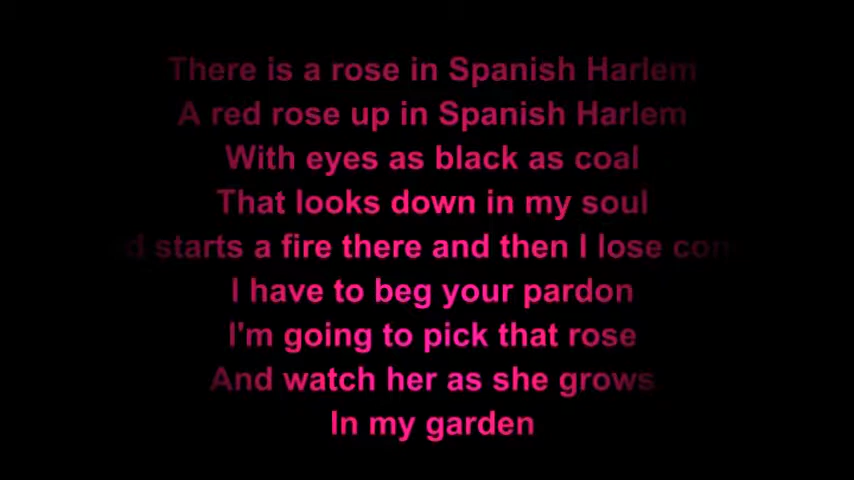 There is a rose in Spanish Harlem
A red rose up in Spanish Harlem
With eyes as black as coal
That looks down in my soul
starts a fire there and then I lose
I have to beg your pardon
I'm going to pick that rose
And watch her as she grows
In my garden